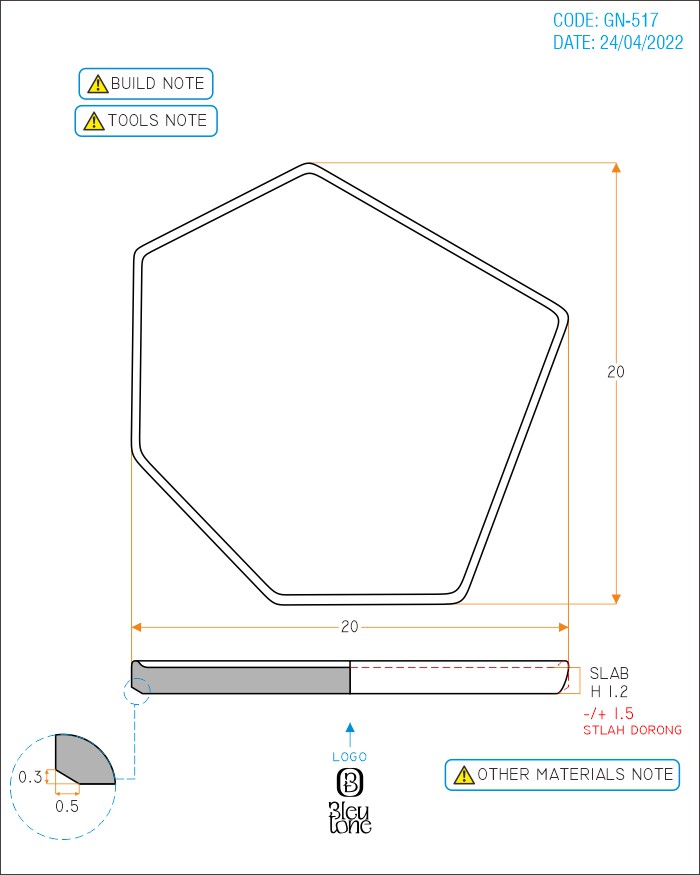 CODE: GN-517
DATE: 24/04/2022
BUILD NOTE
TOOLS NOTE
20
20
SLAB
H 1.2
-/+ 1.5
STLAH DORONG
LOGO
B
Bleu
tone
0.3
0.5
OTHER MATERIALS NOTE